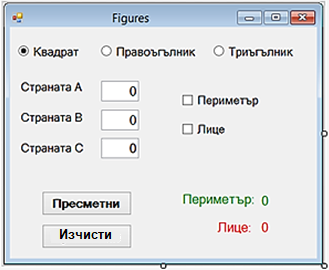 Figures
Квадрат Правоъгълник Триъгълник
Страната A 0
Периметър
Страната B 0
Лице
Страната C 0
Пресметни Периметър: 0
Изчисти Лице: 0